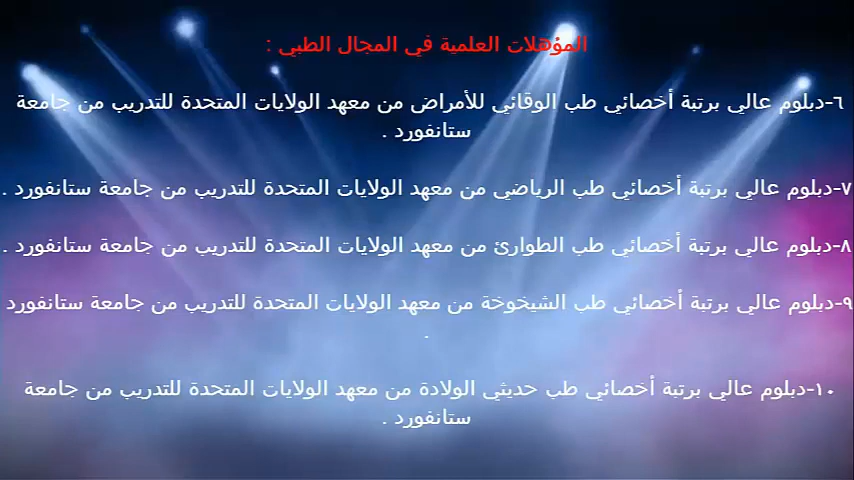 المؤهلات العلمية في المجال الطبي :
٦-دبلوم عالي برتبة أخصائي طب الوقائي للأمراض من معهد الولايات المتحدة للتدريب من جامعة
ستانفورد .
٧-دبلوم عالي برتبة أخصائي طب الرياضي من معهد الولايات المتحدة للتدريب من جامعة ستانفورد .
٨-دبلوم عالي برتبة أخصائي طب الطوارئ من معهد الولايات المتحدة للتدريب من جامعة ستانفورد .
٩-دبلوم عالي برتبة أخصائي طب الشيخوخة من معهد الولايات المتحدة للتدريب من جامعة ستانفورد
.
١٠-دبلوم عالي برتبة أخصائي طب حديثي الولادة من معهد الولايات المتحدة للتدريب من جامعة
ستانفورد .